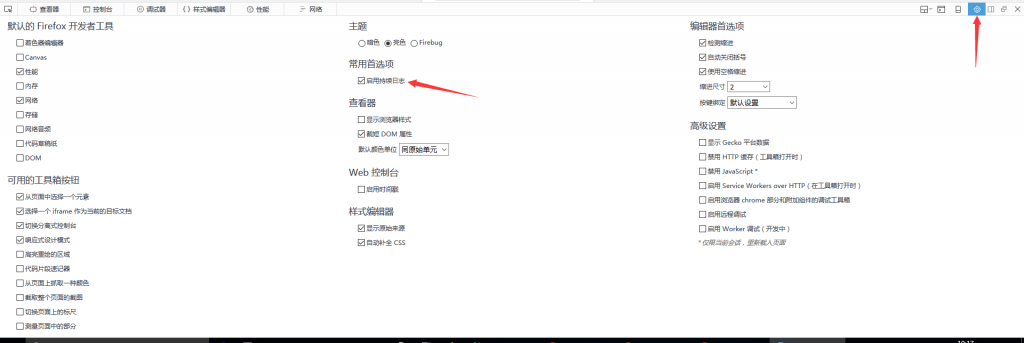 查看器 控制台 调试器 { } 样式编辑器 性能 网络
默认的 Firefox 开发者工具
着色器编辑器
Canvas
性能
内存
网络
存储
网络音频
代码草稿纸
DOM
可用的工具箱按钮
从页面中选择一个元素
选择一个 iframe 作为当前的目标文档
切换分离式控制台
响应式设计模式
高亮重绘的区域
代码片段速记器
从页面上抓取一种颜色
截取整个页面的截图
切换页面上的标尺
测量页面中的部分
主题
暗色 亮色 Firebug
常用首选项
启用持续日志
查看器
显示浏览器样式
截短 DOM 属性
默认颜色单位 同原始单元
Web 控制台
启用时间戳
样式编辑器
显示原始来源
自动补全 CSS
编辑器首选项
检测缩进
自动关闭括号
使用空格缩进
缩进尺寸 2
按键绑定 默认设置
高级设置
显示 Gecko 平台数据
禁用 HTTP 缓存（工具箱打开时）
禁用 JavaScript *
启用 Service Workers over HTTP（在工具箱打开时）
启用浏览器 chrome 部分和附加组件的调试工具箱
启用远程调试
启用 Worker 调试（开发中）
* 仅限当前会话，重新载入页面